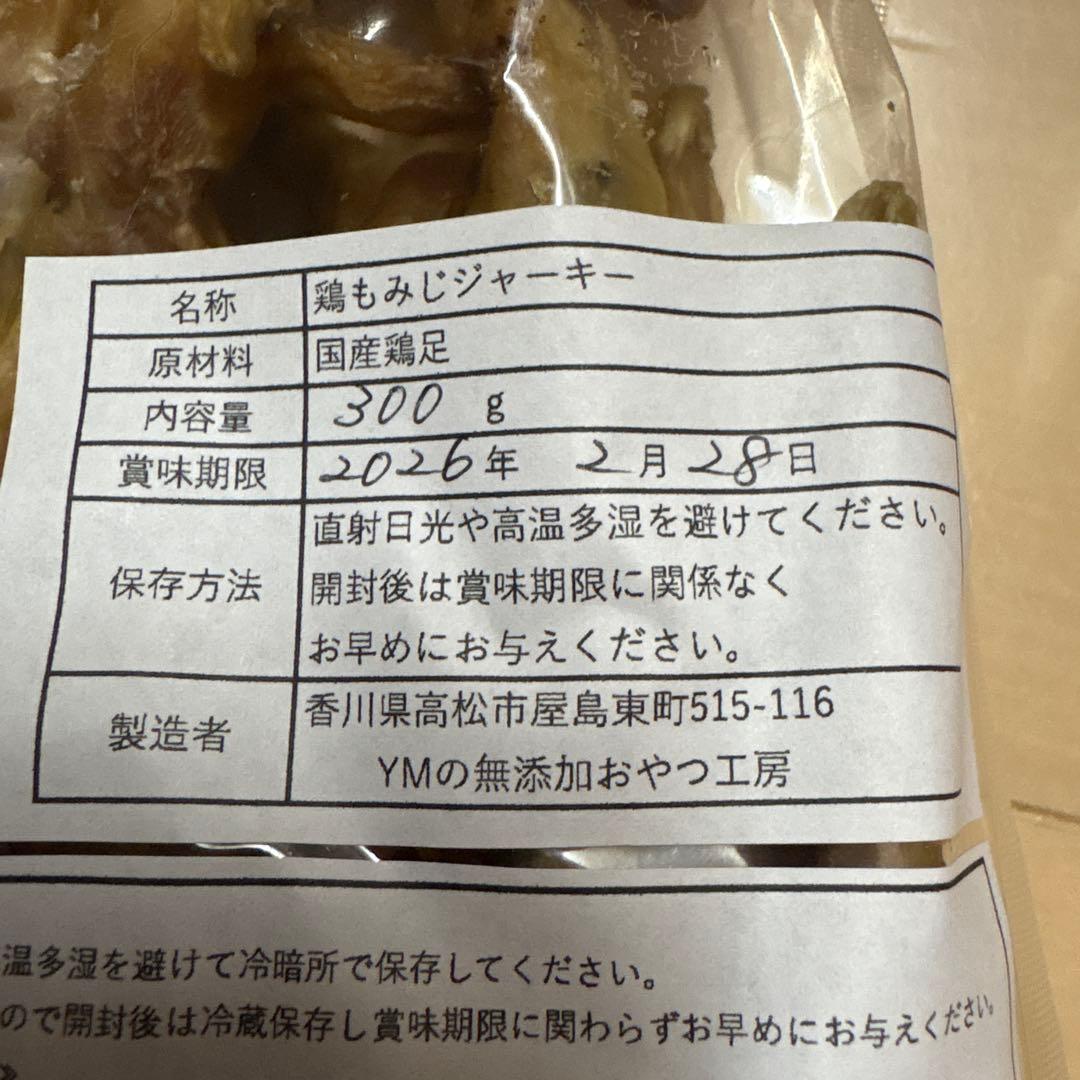 名称 鶏もみじジャーキー
原材料 国産鶏足
内容量 300 g
賞味期限 2026年 2月28日
保存方法 直射日光や高温多湿を避けてください。
開封後は賞味期限に関係なく
お早めにお与えください。
製造者 香川県高松市屋島東町515-116
YMの無添加おやつ工房
温多湿を避けて冷暗所で保存してください。
ので開封後は冷蔵保存し賞味期限に関わらずお早めにお与えください。